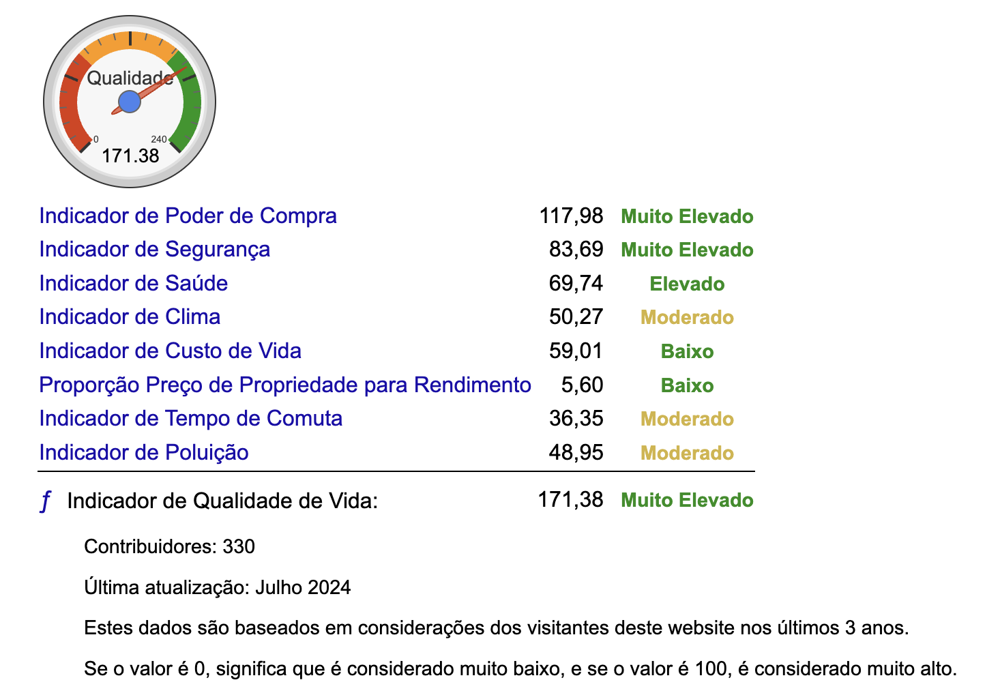 Qualidade
0 240
171.38
Indicador de Poder de Compra 117,98 Muito Elevado
Indicador de Segurança 83,69 Muito Elevado
Indicador de Saúde 69,74 Elevado
Indicador de Clima 50,27 Moderado
Indicador de Custo de Vida 59,01 Baixo
Proporção Preço de Propriedade para Rendimento 5,60 Baixo
Indicador de Tempo de Comuta 36,35 Moderado
Indicador de Poluição 48,95 Moderado
ƒ Indicador de Qualidade de Vida: 171,38 Muito Elevado
Contribuidores: 330
Última atualização: Julho 2024
Estes dados são baseados em considerações dos visitantes deste website nos últimos 3 anos.
Se o valor é 0, significa que é considerado muito baixo, e se o valor é 100, é considerado muito alto.